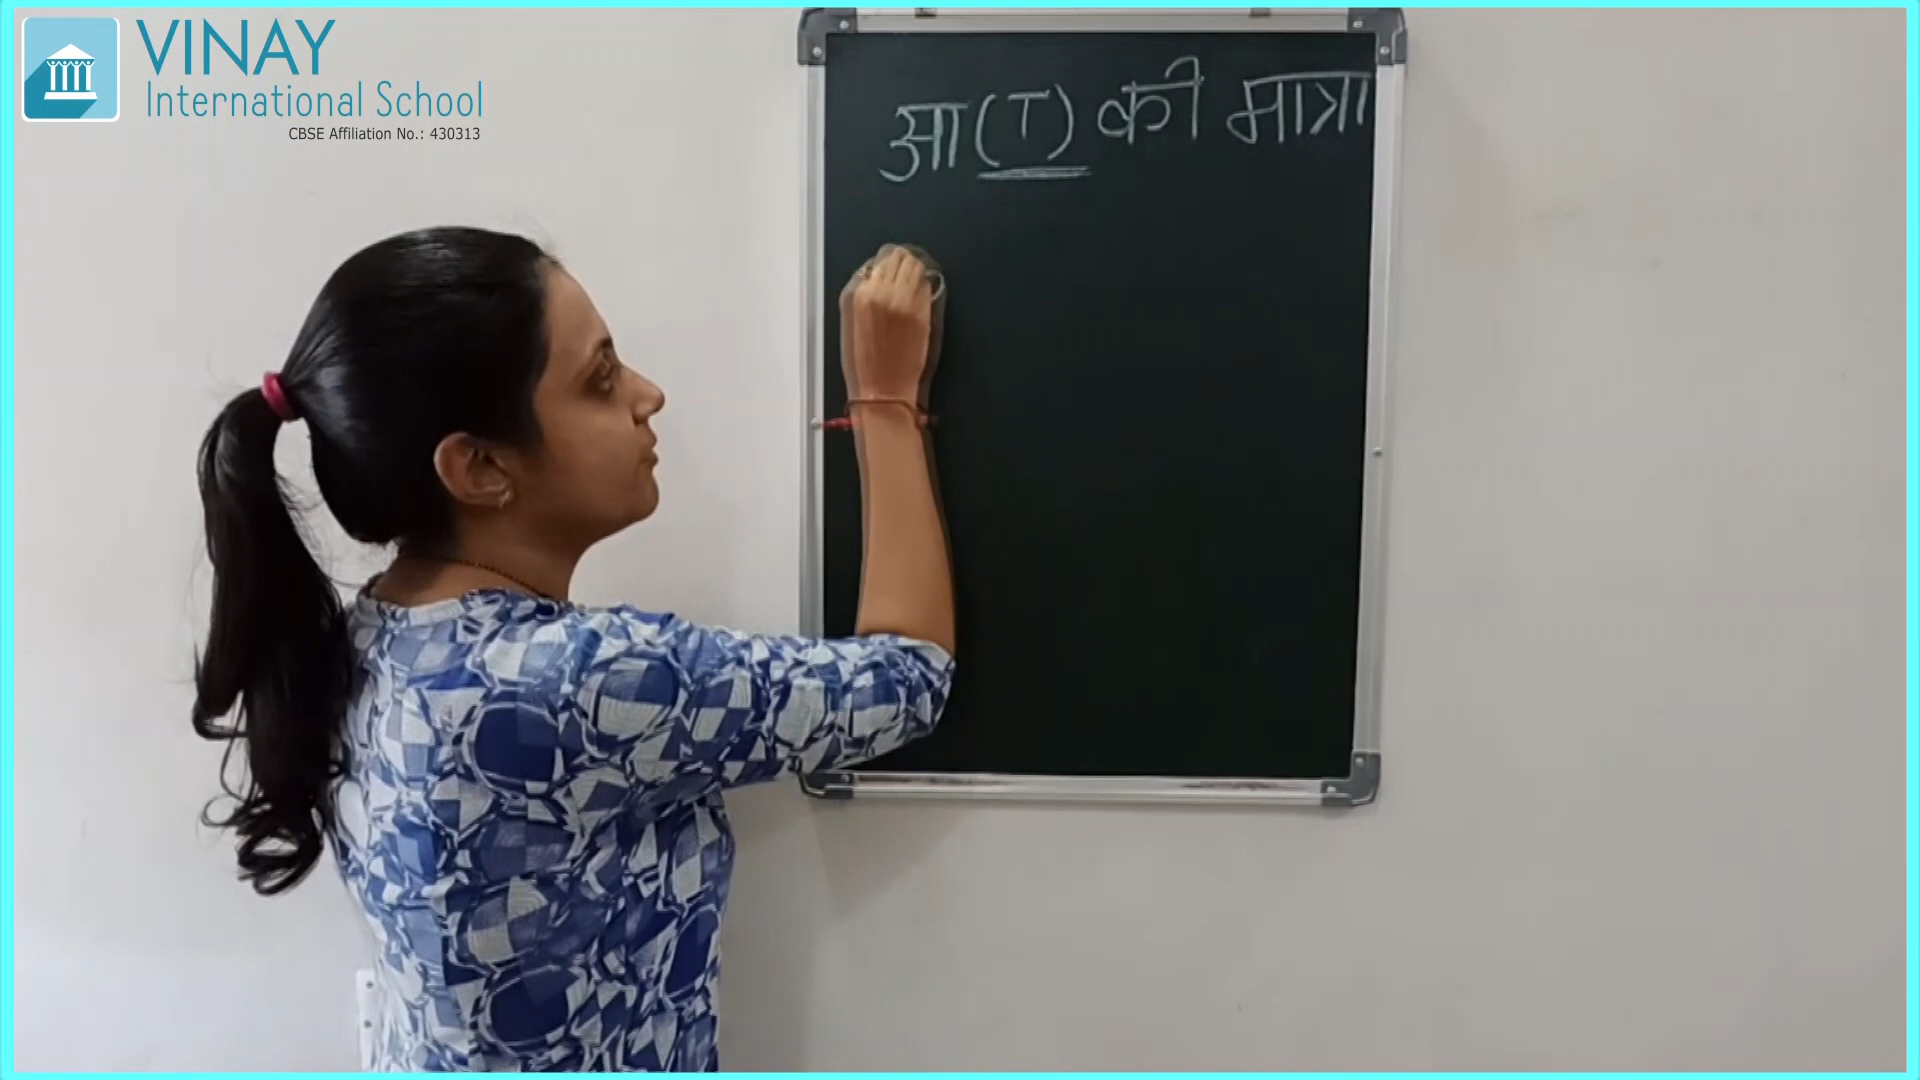 VINAY
International School
CBSE Affiliation No.: 430313
आ (ा) की मात्रा